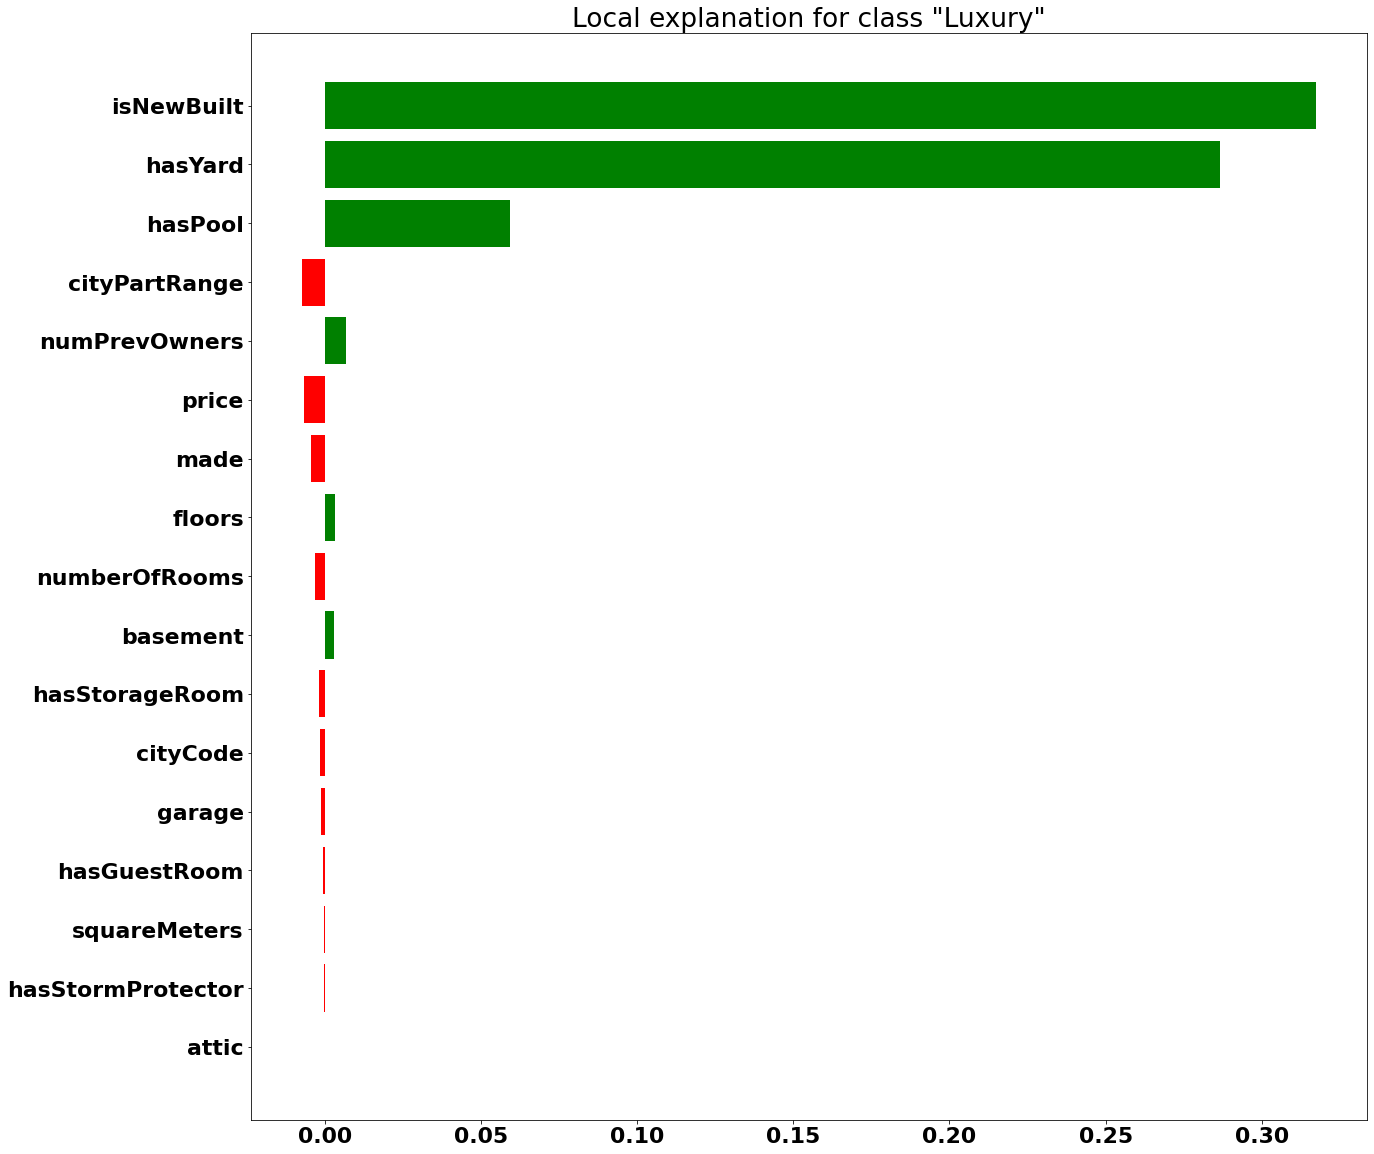 Local explanation for class "Luxury"
isNewBuilt
hasYard
hasPool
cityPartRange
numPrevOwners
price
made
floors
numberOfRooms
basement
hasStorageRoom
cityCode
garage
hasGuestRoom
squareMeters
hasStormProtector
attic
0.00 0.05 0.10 0.15 0.20 0.25 0.30